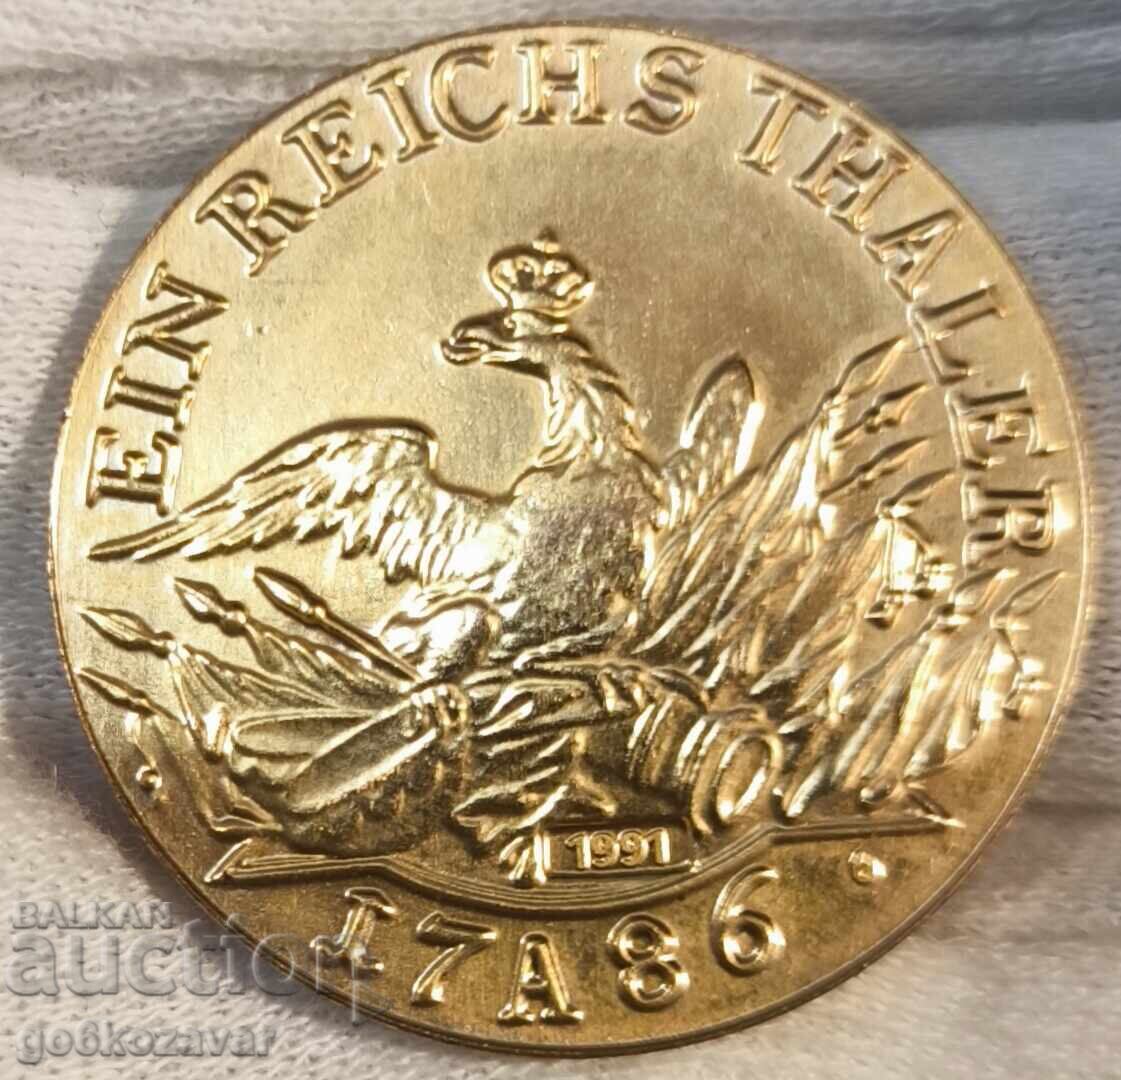 EIN REICHS THALER
1991
17A86
BALKAN
auction
go6kozavar